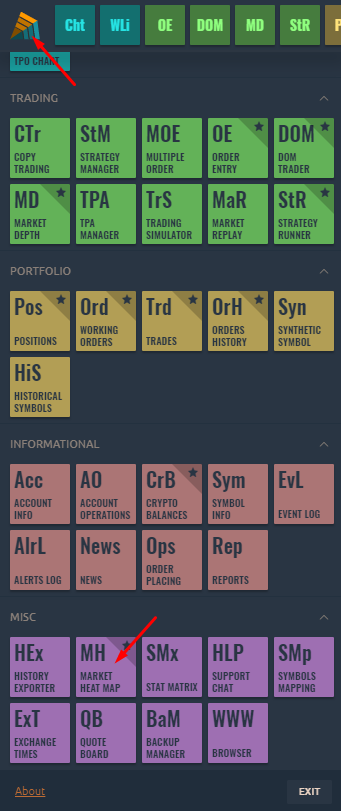 Cht WLi OE DOM MD StR
TPO CHART
TRADING
CTr StM MOE OE DOM
COPY STRATEGY MULTIPLE ORDER DOM
TRADING MANAGER ORDER ENTRY TRADER
MD TPA TrS MaR StR
MARKET TPA TRADING MARKET STRATEGY
DEPTH MANAGER SIMULATOR REPLAY RUNNER
PORTFOLIO
Pos Ord Trd OrH Syn
POSITIONS WORKING ORDERS TRADES ORDERS HISTORY SYNTHETIC SYMBOL
HiS
HISTORICAL
SYMBOLS
INFORMATIONAL
Acc AO CrB Sym EvL
ACCOUNT ACCOUNT CRYPTO SYMBOL EVENT LOG
INFO OPERATIONS BALANCES INFO
AlrL News Ops Rep
ALERTS LOG NEWS ORDER PLACING REPORTS
MISC
HEx MH SMx HLP SMp
HISTORY MARKET STAT MATRIX SUPPORT SYMBOLS
EXPORTER HEAT MAP CHAT MAPPING
ExT QB BaM WWW
EXCHANGE QUOTE BACKUP BROWSER
TIMES BOARD MANAGER
About EXIT